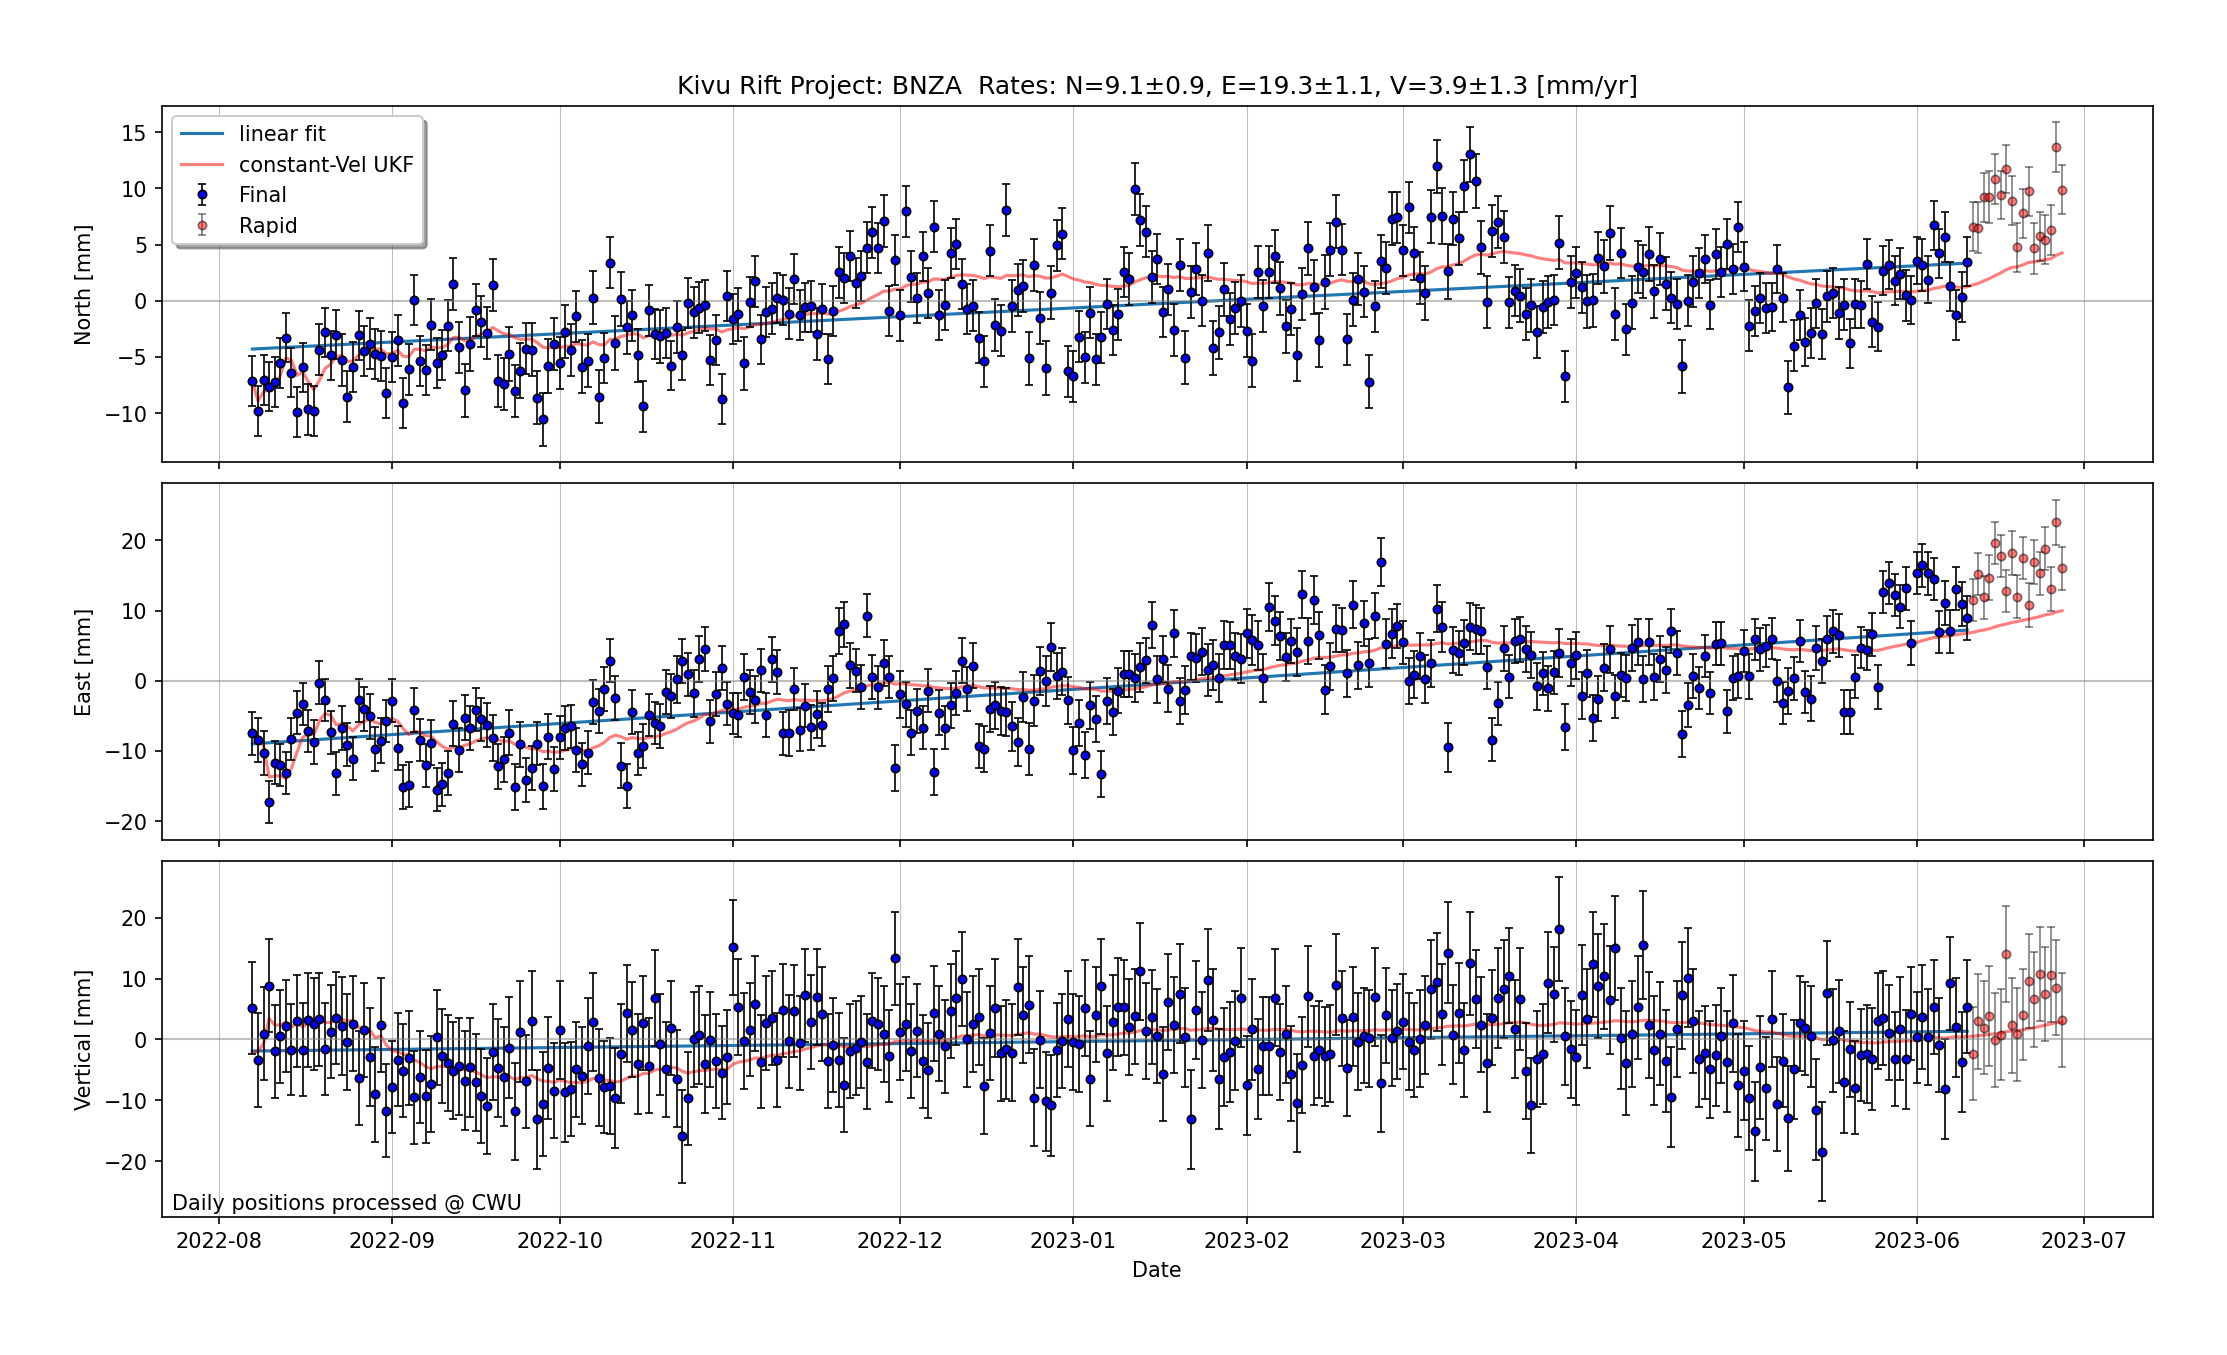 Kivu Rift Project: BNZA  Rates: N=9.1±0.9, E=19.3±1.1, V=3.9±1.3 [mm/yr]
linear fit
constant-Vel UKF
Final
Rapid
North [mm]
15
10
5
0
−5
−10
East [mm]
20
10
0
−10
−20
Vertical [mm]
20
10
0
−10
−20
Daily positions processed @ CWU
2022-08 2022-09 2022-10 2022-11 2022-12 2023-01 2023-02 2023-03 2023-04 2023-05 2023-06 2023-07
Date